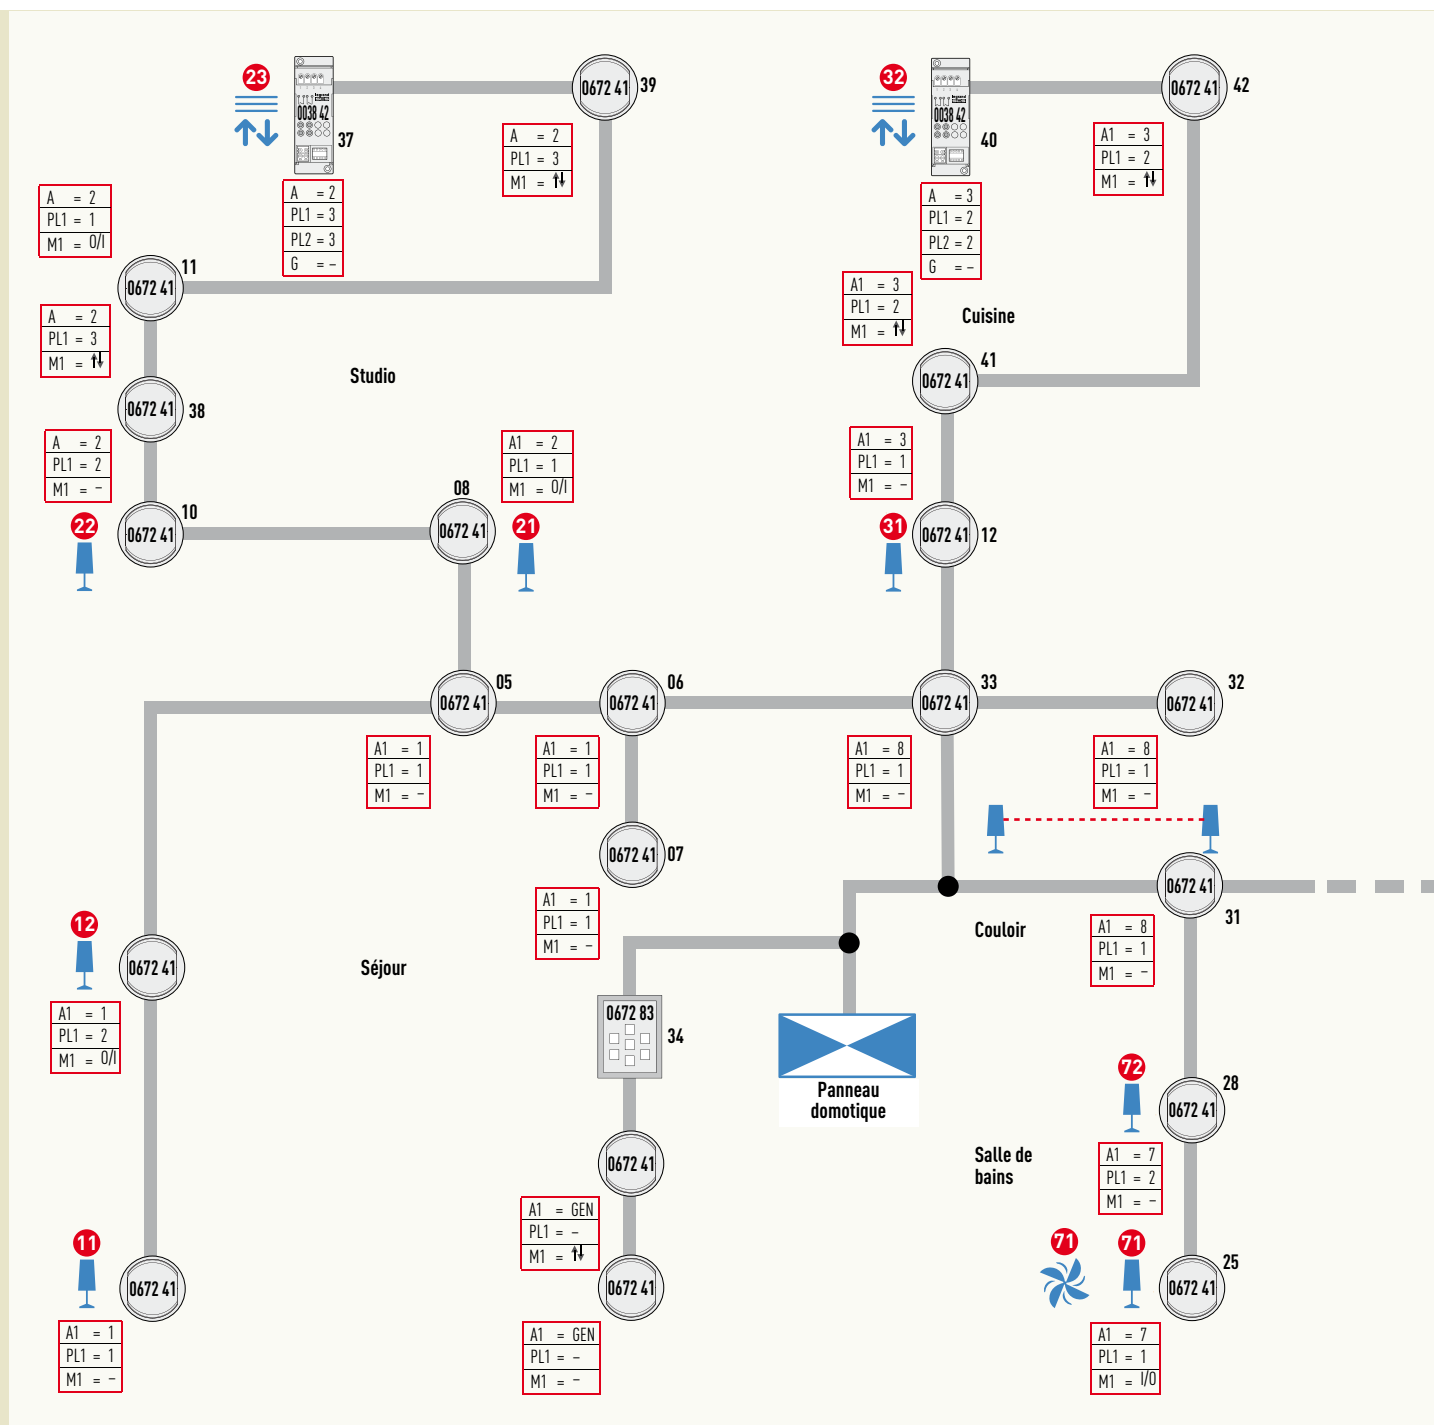 23
0038 42
37
0672 41
39
A = 2
PL1 = 3
M1 = ↑↓
A = 2
PL1 = 3
PL2 = 3
G = –
32
0038 42
40
0672 41
42
A1 = 3
PL1 = 2
M1 = ↑↓
A = 3
PL1 = 2
PL2 = 2
G = –
A = 2
PL1 = 1
M1 = O/I
11
0672 41
A = 2
PL1 = 3
M1 = ↑↓
0672 41
38
Studio
A = 2
PL1 = 2
M1 = –
22
0672 41
10
08
0672 41
A1 = 2
PL1 = 1
M1 = O/I
21
A1 = 3
PL1 = 2
M1 = ↑↓
Cuisine
41
0672 41
A1 = 3
PL1 = 1
M1 = –
31
0672 41
12
0672 41
05
A1 = 1
PL1 = 1
M1 = –
0672 41
06
A1 = 1
PL1 = 1
M1 = –
0672 41
33
A1 = 8
PL1 = 1
M1 = –
0672 41
32
A1 = 8
PL1 = 1
M1 = –
0672 41
07
A1 = 1
PL1 = 1
M1 = –
0672 41
31
Couloir
A1 = 8
PL1 = 1
M1 = –
12
0672 41
A1 = 1
PL1 = 2
M1 = O/I
Séjour
0672 83
34
Panneau
domotique
0672 41
A1 = GEN
PL1 = –
M1 = ↑↓
0672 41
A1 = GEN
PL1 = –
M1 = –
72
0672 41
28
A1 = 7
PL1 = 2
M1 = –
Salle de
bains
71
71
0672 41
25
A1 = 7
PL1 = 1
M1 = I/O
11
0672 41
A1 = 1
PL1 = 1
M1 = –